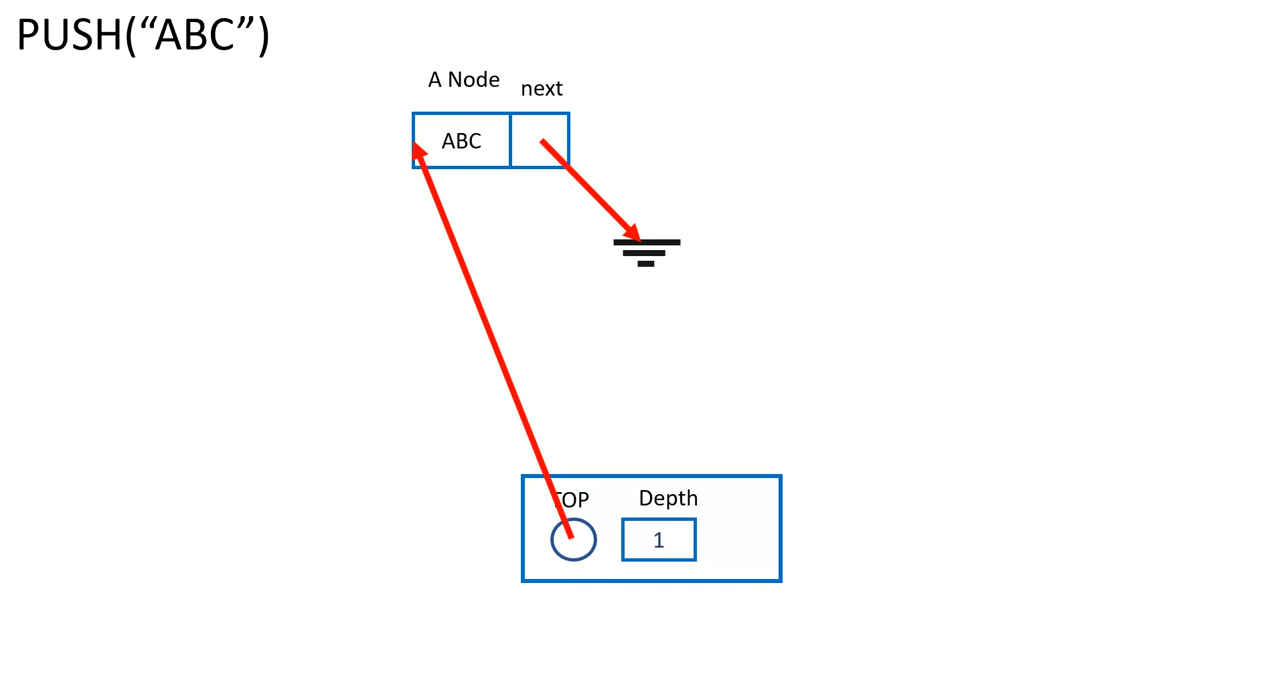 PUSH(“ABC”)
A Node
next
ABC
TOP
Depth
1